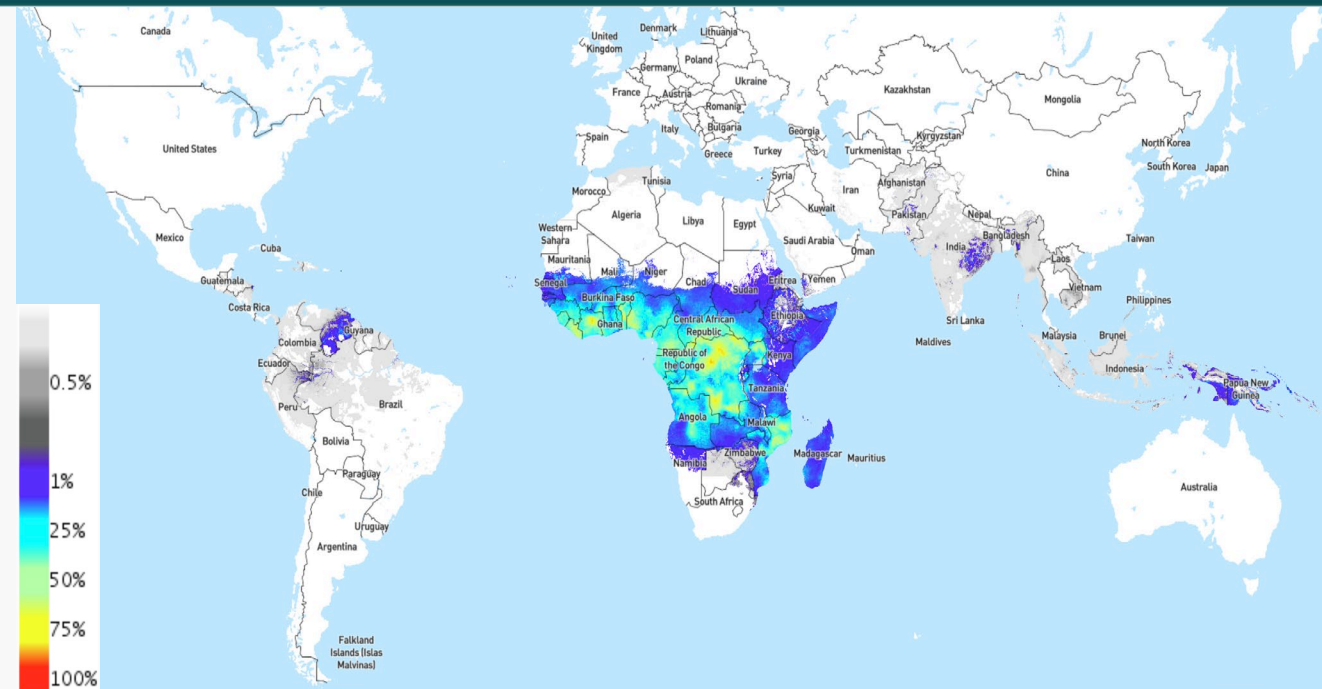 Canada
United States
Mexico
Cuba
Guatemala
Costa Rica
Colombia
Guyana
Ecuador
Peru
Brazil
Bolivia
Paraguay
Chile
Uruguay
Argentina
Falkland
Islands (Islas
Malvinas)
United
Kingdom
Denmark
Lithuania
Germany
Poland
Ukraine
France
Austria
Romania
Spain
Italy
Bulgaria
Greece
Turkey
Georgia
Kazakhstan
Mongolia
Kyrgyzstan
Turkmenistan
North Korea
South Korea
Japan
China
Morocco
Tunisia
Syria
Iran
Afghanistan
Algeria
Libya
Egypt
Kuwait
Pakistan
Nepal
Western
Sahara
Saudi Arabia
Oman
India
Bangladesh
Taiwan
Mauritania
Mali
Niger
Chad
Sudan
Eritrea
Yemen
Laos
Vietnam
Senegal
Burkina Faso
Ghana
Central African
Republic
Ethiopia
Philippines
Sri Lanka
Maldives
Malaysia
Brunei
Republic of
the Congo
Kenya
Indonesia
Tanzania
Papua New
Guinea
Angola
Malawi
Zimbabwe
Madagascar
Mauritius
Namibia
South Africa
Australia
0.5%
1%
25%
50%
75%
100%